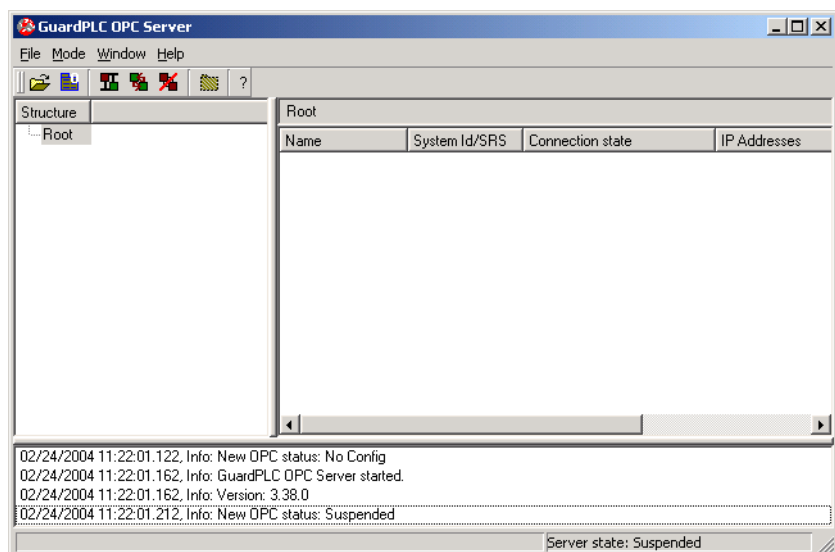 GuardPLC OPC Server
File Mode Window Help
?
Structure
Root
Root
Name System Id/SRS Connection state IP Addresses
02/24/2004 11:22:01.122, Info: New OPC status: No Config
02/24/2004 11:22:01.162, Info: GuardPLC OPC Server started.
02/24/2004 11:22:01.162, Info: Version: 3.38.0
02/24/2004 11:22:01.212, Info: New OPC status: Suspended
Server state: Suspended